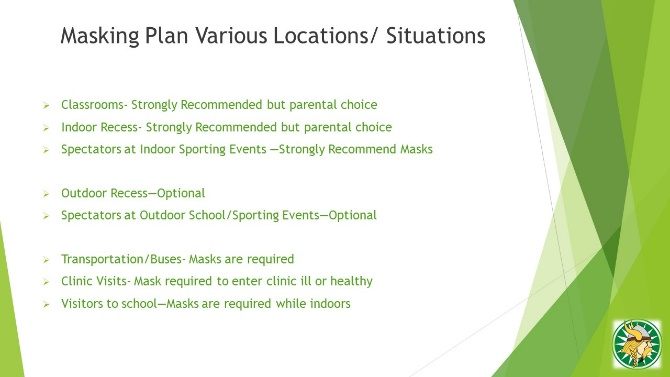 Masking Plan Various Locations/ Situations
Classrooms- Strongly Recommended but parental choice
Indoor Recess- Strongly Recommended but parental choice
Spectators at Indoor Sporting Events —Strongly Recommend Masks
Outdoor Recess—Optional
Spectators at Outdoor School/Sporting Events—Optional
Transportation/Buses- Masks are required
Clinic Visits- Mask required to enter clinic ill or healthy
Visitors to school—Masks are required while indoors